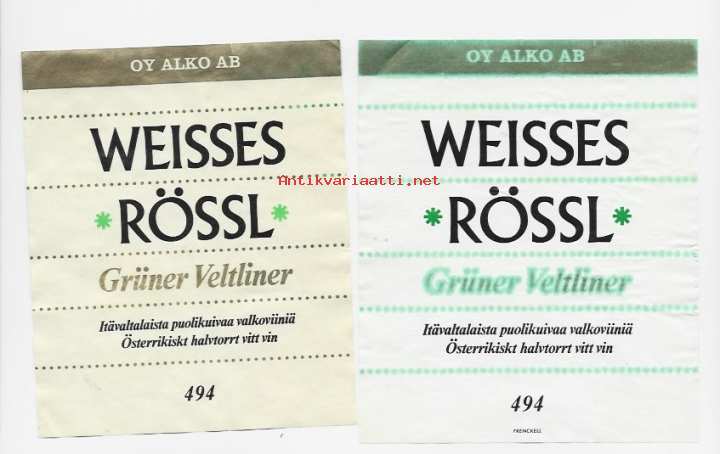 OY ALKO AB
WEISSES
*RÖSSL*
Grüner Veltliner
Itävaltalaista puolikuivaa valkoviiniä
Österrikiskt halvtorrt vitt vin
494
OY ALKO AB
WEISSES
*RÖSSL*
Grüner Veltliner
Itävaltalaista puolikuivaa valkoviiniä
Österrikiskt halvtorrt vitt vin
494
FRENCKELL
Antikvariaatti.net